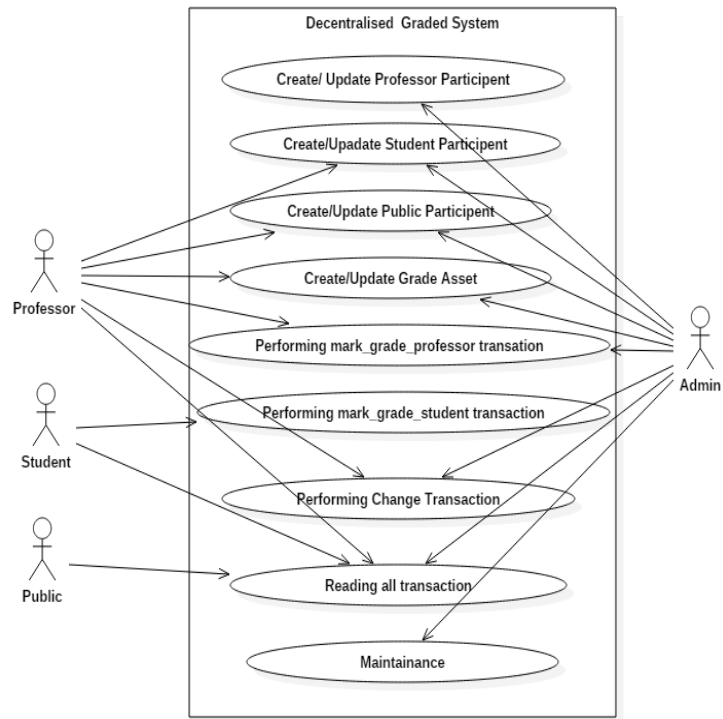 Decentralised Graded System
Create/ Update Professor Participent
Create/Upadate Student Participent
Create/Update Public Participent
Create/Update Grade Asset
Professor
Performing mark_grade_professor transation
Admin
Performing mark_grade_student transaction
Student
Performing Change Transaction
Reading all transaction
Public
Maintainance